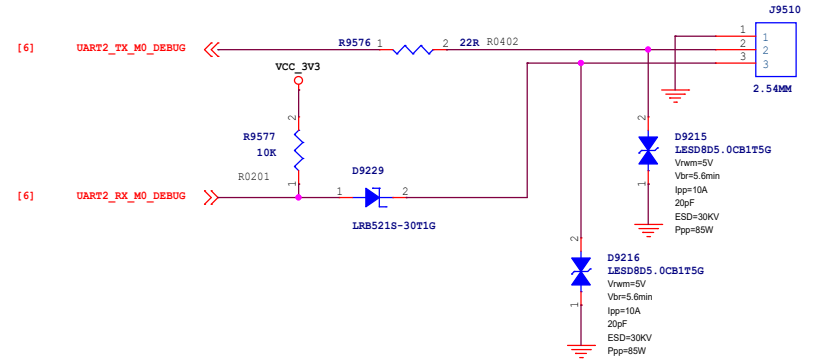 J9510
[6] UART2_TX_M0_DEBUG
R9576 1 2 22R R0402
1 1
2 2
3 3
2.54MM
VCC_3V3
2
R9577
10K
R0201
1
[6] UART2_RX_M0_DEBUG
D9229
1 2
LRB521S-30T1G
2
D9215
LESD8D5.0CB1T5G
Vrwm=5V
Vbr=5.6min
Ipp=10A
20pF
ESD=30KV
Ppp=85W
1
2
D9216
LESD8D5.0CB1T5G
Vrwm=5V
Vbr=5.6min
Ipp=10A
20pF
ESD=30KV
Ppp=85W
1